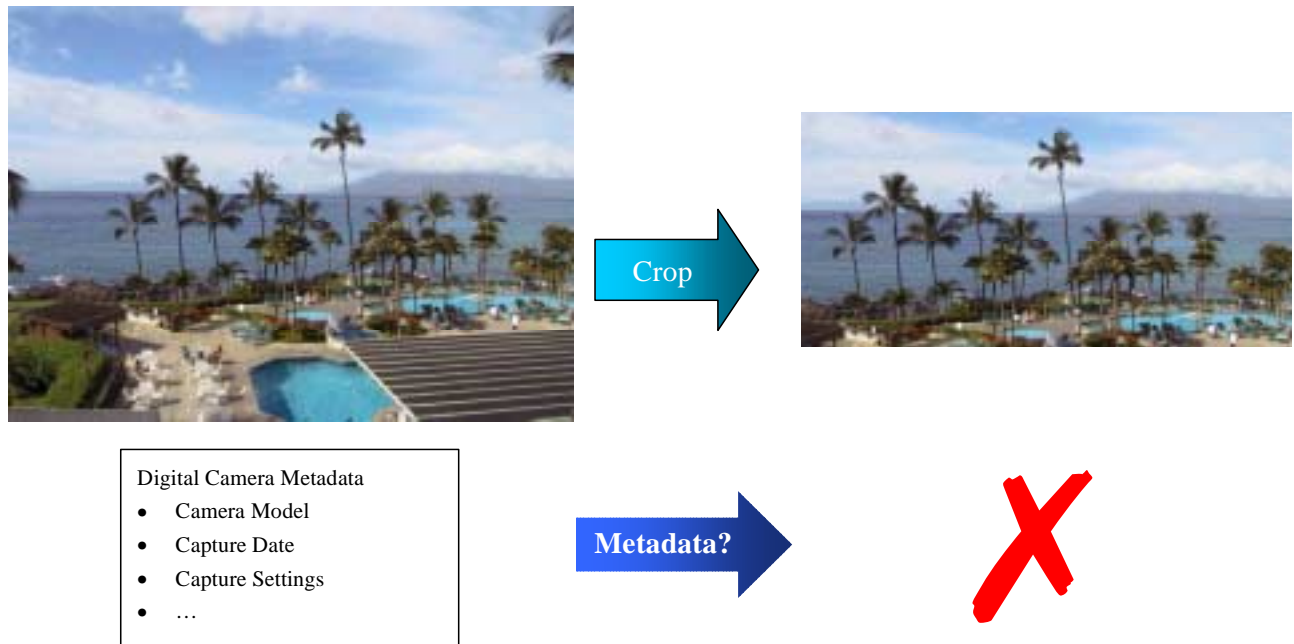 Crop
Digital Camera Metadata
• Camera Model
• Capture Date
• Capture Settings
• …
Metadata?